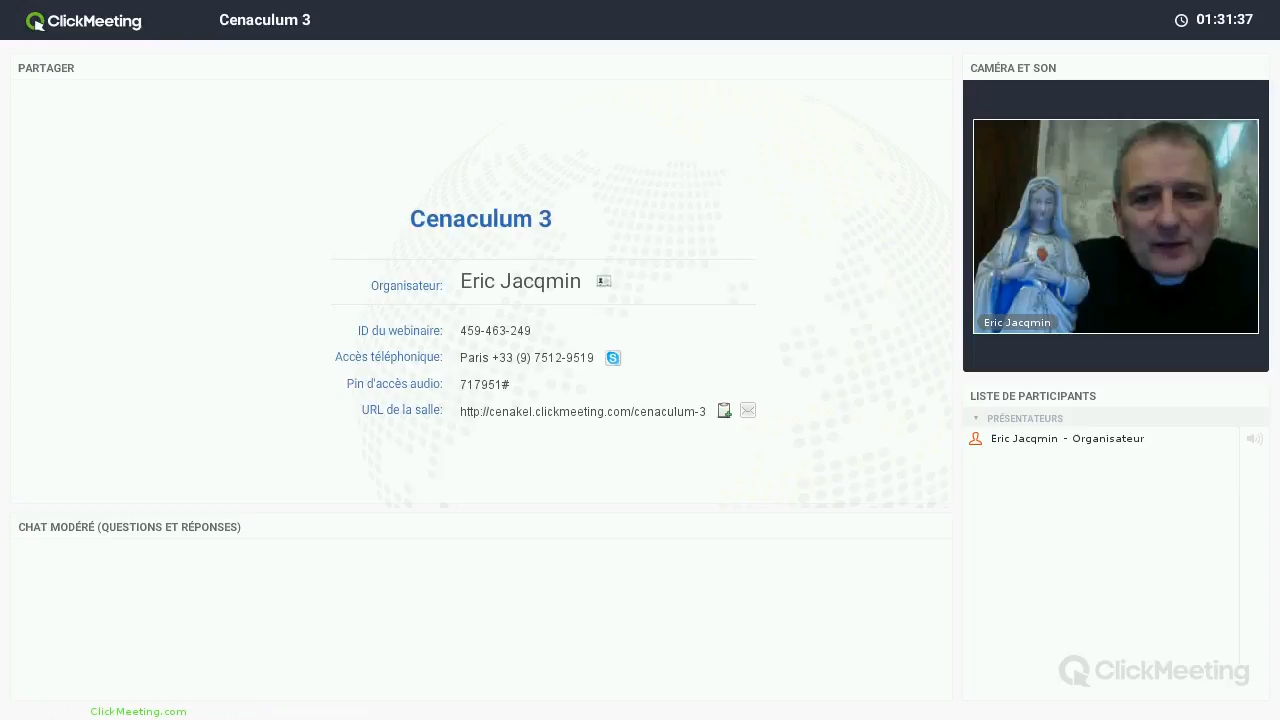 ClickMeeting
Cenaculum 3
01:31:37
PARTAGER
Cenaculum 3
Organisateur: Eric Jacqmin
ID du webinaire: 459-463-249
Accès téléphonique: Paris +33 (9) 7512-9519
Pin d'accès audio: 717951#
URL de la salle: http://cenakel.clickmeeting.com/cenaculum-3
CHAT MODÉRÉ (QUESTIONS ET RÉPONSES)
CAMÉRA ET SON
Eric Jacqmin
LISTE DE PARTICIPANTS
PRÉSENTATEURS
Eric Jacqmin - Organisateur
ClickMeeting
ClickMeeting.com